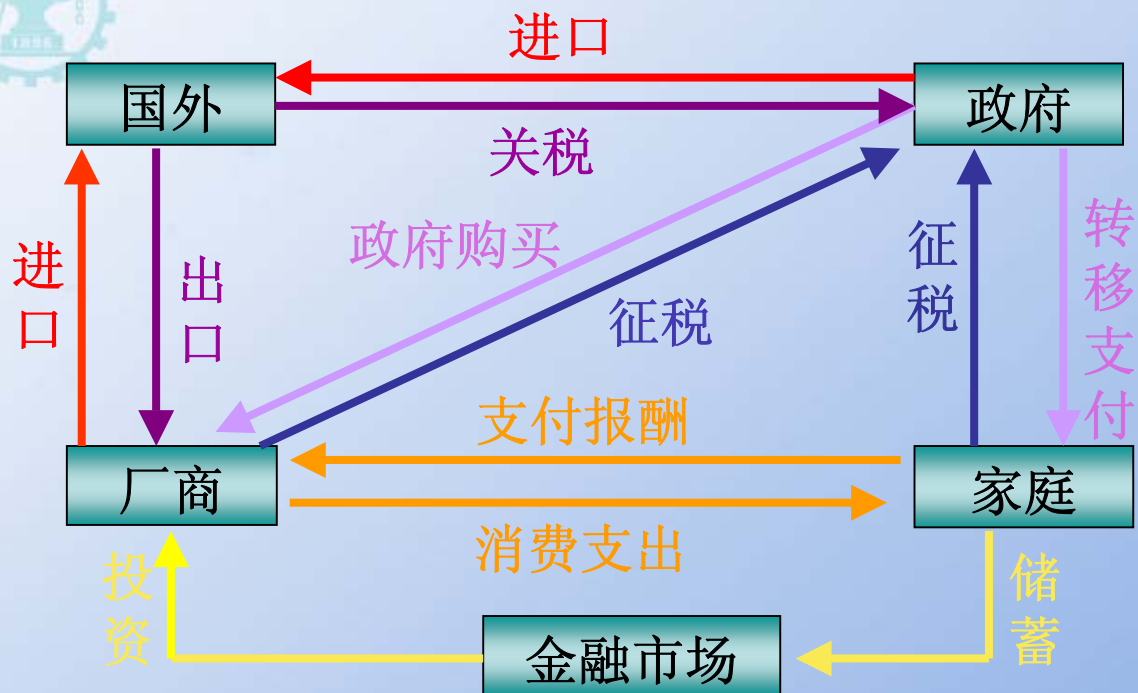 进口
国外
政府
关税
政府购买
征税
进口
出口
征税
转移支付
支付报酬
厂商
家庭
消费支出
投资
储蓄
金融市场